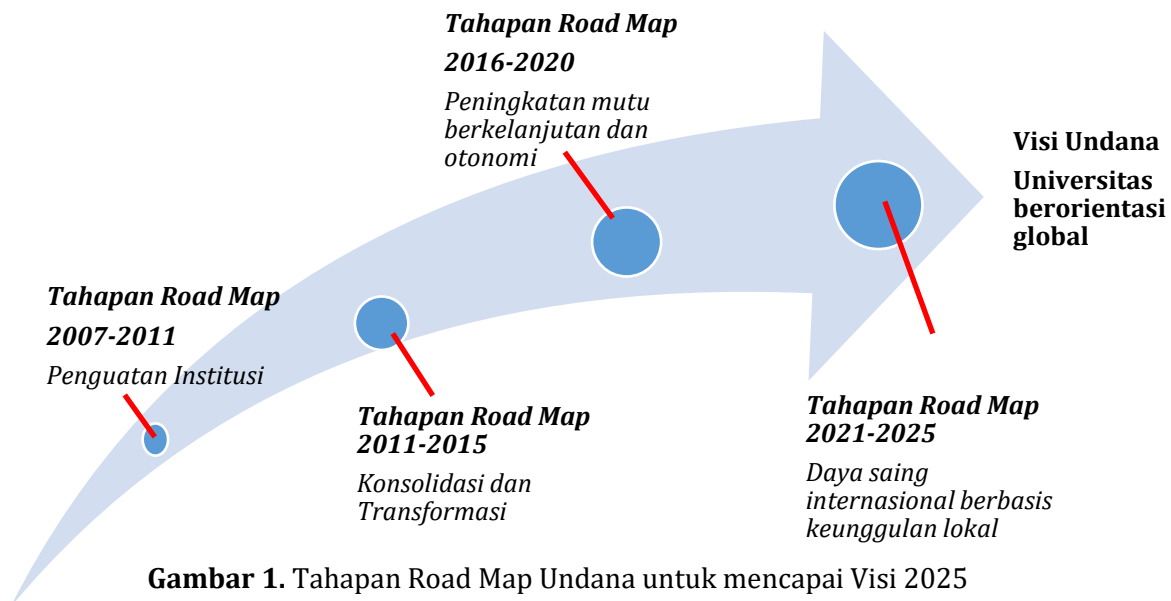 Tahapan Road Map
2016-2020
Peningkatan mutu
berkelanjutan dan
otonomi
Visi Undana
Universitas
berorientasi
global
Tahapan Road Map
2007-2011
Penguatan Institusi
Tahapan Road Map
2011-2015
Konsolidasi dan
Transformasi
Tahapan Road Map
2021-2025
Daya saing
internasional berbasis
keunggulan lokal
Gambar 1. Tahapan Road Map Undana untuk mencapai Visi 2025